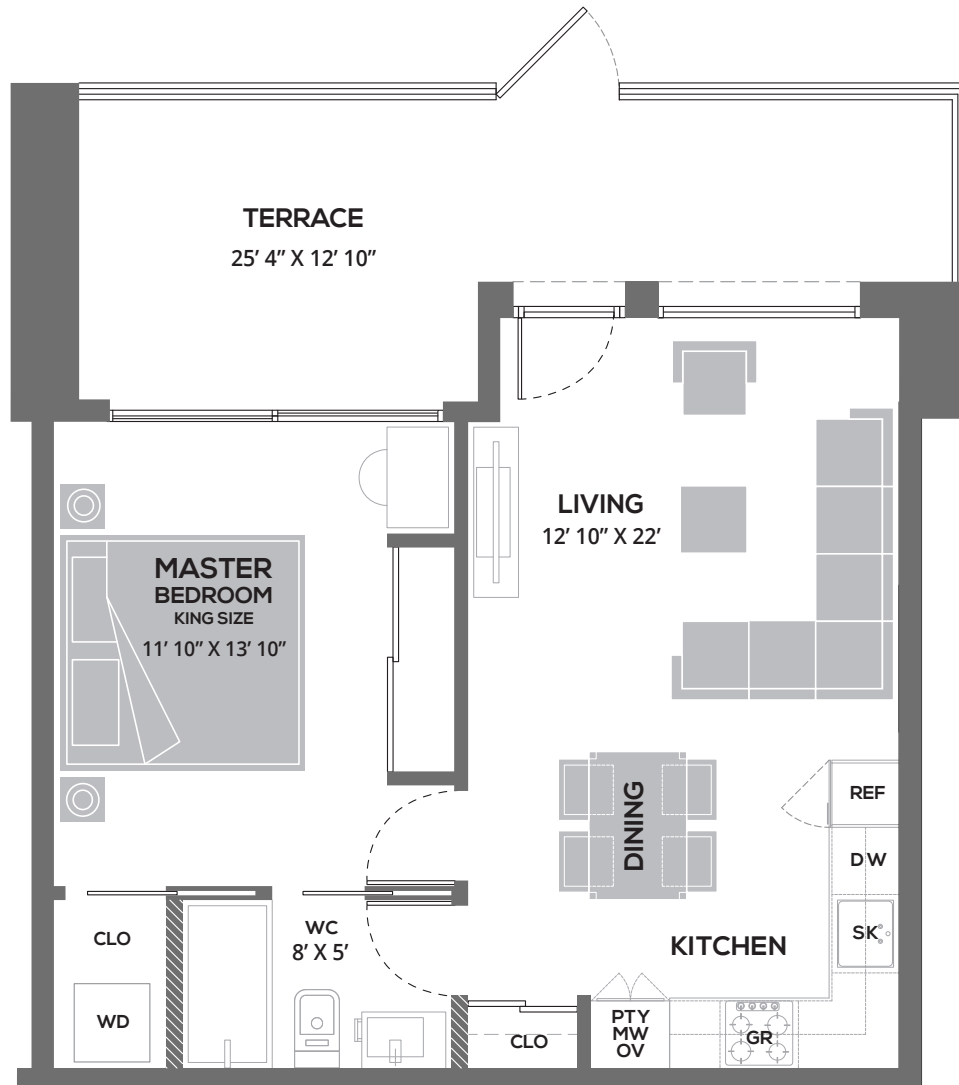 TERRACE
25’ 4” X 12’ 10”
LIVING
12’ 10” X 22’
MASTER
BEDROOM
KING SIZE
11’ 10” X 13’ 10”
DINING
REF
DW
SK
WC
8’ X 5’
CLO
KITCHEN
WD
PTY
MW
OV
GR
CLO